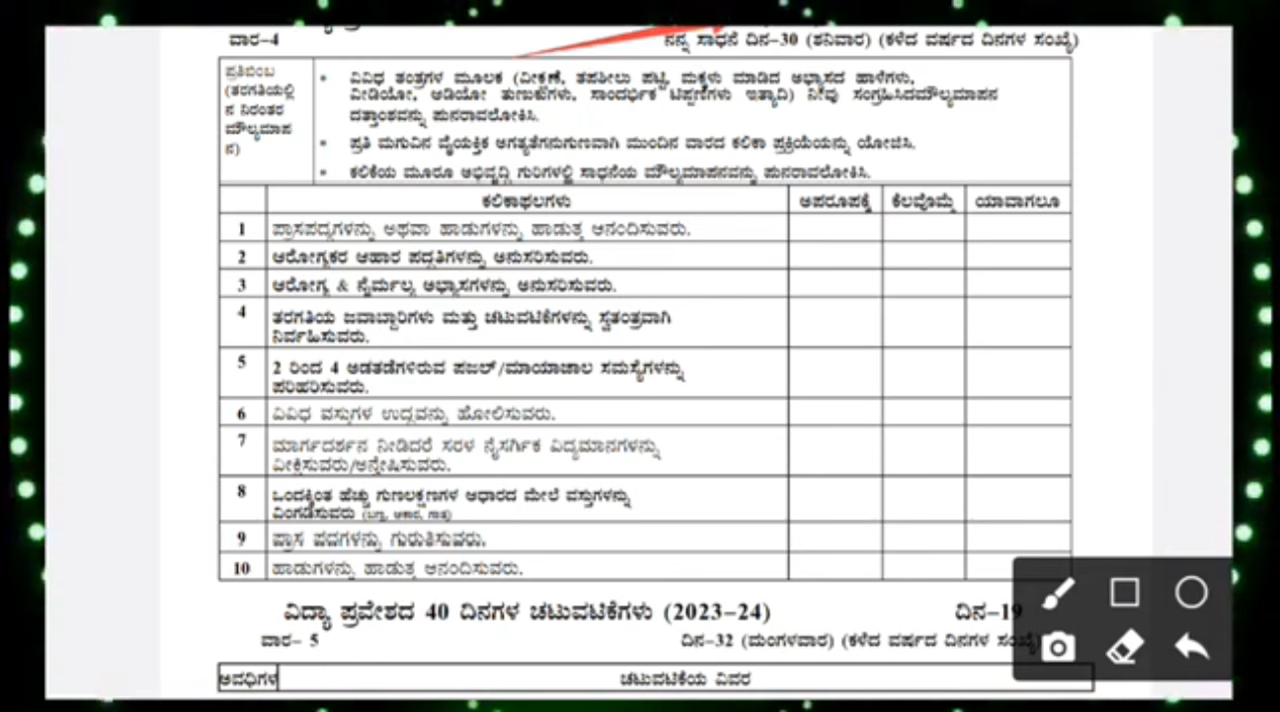 ವಾರ–4 ನನ್ನ ಸಾಧನೆ ದಿನ–30 (ಶನಿವಾರ) (ಕಳೆದ ವರ್ಷದ ದಿನಗಳ ಸಂಖ್ಯೆ)
ಪ್ರತಿಬಿಂಬ
(ತರಗತಿಯಲ್ಲಿ
ನ ನಿರಂತರ
ಮೌಲ್ಯಮಾಪ
ನ)
• ವಿವಿಧ ತಂತ್ರಗಳ ಮೂಲಕ (ವೀಕ್ಷಣೆ, ತಪಶೀಲು ಪಟ್ಟಿ, ಮಕ್ಕಳು ಮಾಡಿದ ಅಭ್ಯಾಸದ ಹಾಳೆಗಳು,
ವೀಡಿಯೋ, ಆಡಿಯೋ ತುಣುಕುಗಳು, ಸಾಂದರ್ಭಿಕ ಟಿಪ್ಪಣಿಗಳು ಇತ್ಯಾದಿ) ನೀವು ಸಂಗ್ರಹಿಸಿದಮೌಲ್ಯಮಾಪನ
ದತ್ತಾಂಶವನ್ನು ಪುನರಾವಲೋಕಿಸಿ.
• ಪ್ರತಿ ಮಗುವಿನ ವೈಯಕ್ತಿಕ ಅಗತ್ಯತೆಗನುಗುಣವಾಗಿ ಮುಂದಿನ ವಾರದ ಕಲಿಕಾ ಪ್ರಕ್ರಿಯೆಯನ್ನು ಯೋಜಿಸಿ.
• ಕಲಿಕೆಯ ಮೂರೂ ಅಭಿವೃದ್ಧಿ ಗುರಿಗಳಲ್ಲಿ ಸಾಧನೆಯ ಮೌಲ್ಯಮಾಪನವನ್ನು ಪುನರಾವಲೋಕಿಸಿ.
ಕಲಿಕಾಫಲಗಳು ಅಪರೂಪಕ್ಕೆ ಕೆಲವೊಮ್ಮೆ ಯಾವಾಗಲೂ
1 ಪ್ರಾಸಪದ್ಯಗಳನ್ನು ಅಥವಾ ಹಾಡುಗಳನ್ನು ಹಾಡುತ್ತ ಆನಂದಿಸುವರು.
2 ಆರೋಗ್ಯಕರ ಆಹಾರ ಪದ್ಧತಿಗಳನ್ನು ಅನುಸರಿಸುವರು.
3 ಆರೋಗ್ಯ & ನೈರ್ಮಲ್ಯ ಅಭ್ಯಾಸಗಳನ್ನು ಅನುಸರಿಸುವರು.
4 ತರಗತಿಯ ಜವಾಬ್ದಾರಿಗಳು ಮತ್ತು ಚಟುವಟಿಕೆಗಳನ್ನು ಸ್ವತಂತ್ರವಾಗಿ
ನಿರ್ವಹಿಸುವರು.
5 2 ರಿಂದ 4 ಅಡತಡೆಗಳಿರುವ ಪಜಲ್/ಮಾಯಾಜಾಲ ಸಮಸ್ಯೆಗಳನ್ನು
ಪರಿಹರಿಸುವರು.
6 ವಿವಿಧ ವಸ್ತುಗಳ ಉದ್ದವನ್ನು ಹೋಲಿಸುವರು.
7 ಮಾರ್ಗದರ್ಶನ ನೀಡಿದರೆ ಸರಳ ನೈಸರ್ಗಿಕ ವಿದ್ಯಮಾನಗಳನ್ನು
ವೀಕ್ಷಿಸುವರು/ಅನ್ವೇಷಿಸುವರು.
8 ಒಂದಕ್ಕಿಂತ ಹೆಚ್ಚು ಗುಣಲಕ್ಷಣಗಳ ಆಧಾರದ ಮೇಲೆ ವಸ್ತುಗಳನ್ನು
ವಿಂಗಡಿಸುವರು (ಬಣ್ಣ, ಆಕಾರ, ಗಾತ್ರ)
9 ಪ್ರಾಸ ಪದಗಳನ್ನು ಗುರುತಿಸುವರು.
10 ಹಾಡುಗಳನ್ನು ಹಾಡುತ್ತ ಆನಂದಿಸುವರು.
ವಿದ್ಯಾ ಪ್ರವೇಶದ 40 ದಿನಗಳ ಚಟುವಟಿಕೆಗಳು (2023–24) ದಿನ–19
ವಾರ– 5 ದಿನ–32 (ಮಂಗಳವಾರ) (ಕಳೆದ ವರ್ಷದ ದಿನಗಳ ಸಂಖ್ಯೆ)
ಅವಧಿಗಳ ಚಟುವಟಿಕೆಯ ವಿವರ